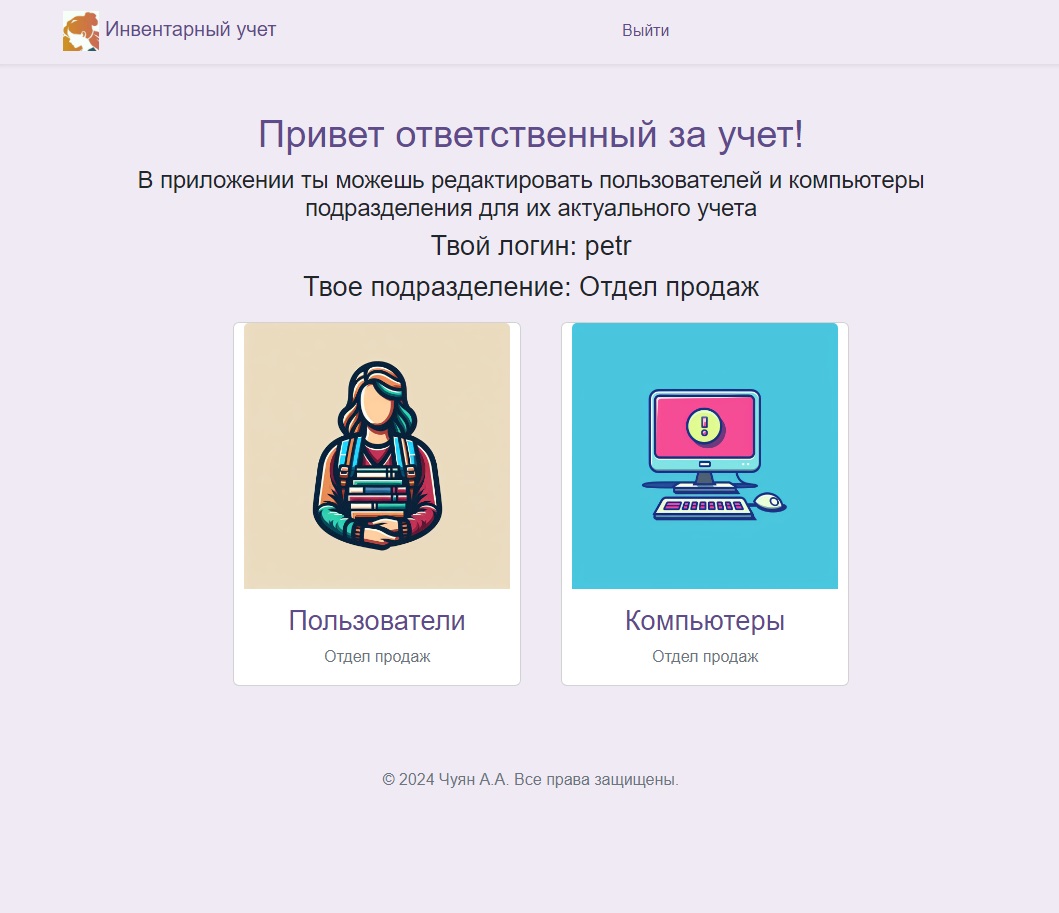 Инвентарный учет
Выйти
Привет ответственный за учет!
В приложении ты можешь редактировать пользователей и компьютеры
подразделения для их актуального учета
Твой логин: petr
Твое подразделение: Отдел продаж
!
Пользователи
Отдел продаж
Компьютеры
Отдел продаж
© 2024 Чуян А.А. Все права защищены.